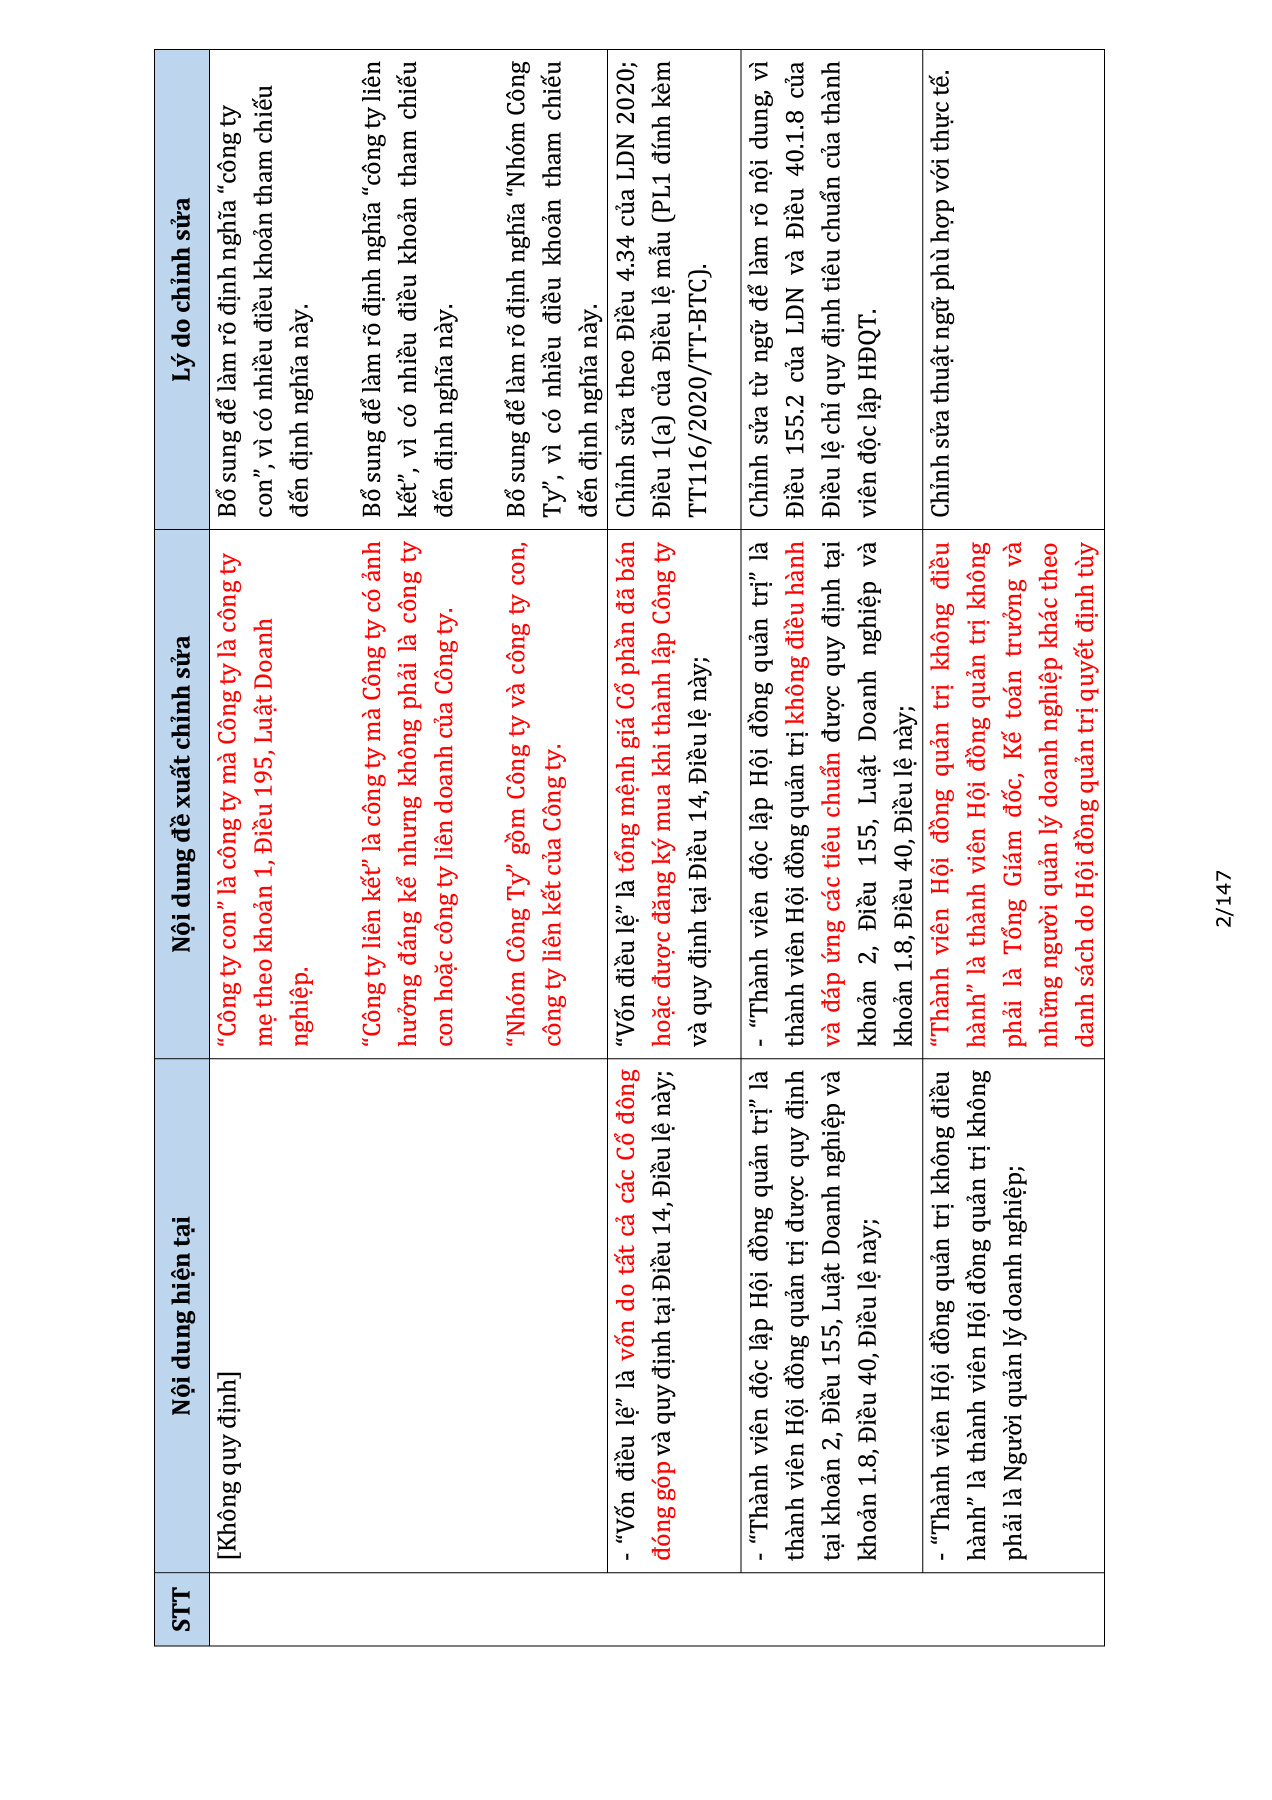 STT
Nội dung hiện tại
Nội dung đề xuất chỉnh sửa
Lý do chỉnh sửa
[Không quy định]
“Công ty con” là công ty mà Công ty là công ty
mẹ theo khoản 1, Điều 195, Luật Doanh
nghiệp.
“Công ty liên kết” là công ty mà Công ty có ảnh
hưởng đáng kể nhưng không phải là công ty
con hoặc công ty liên doanh của Công ty.
“Nhóm Công Ty” gồm Công ty và công ty con,
công ty liên kết của Công ty.
Bổ sung để làm rõ định nghĩa “công ty
con”, vì có nhiều điều khoản tham chiếu
đến định nghĩa này.
Bổ sung để làm rõ định nghĩa “công ty liên
kết”, vì có nhiều điều khoản tham chiếu
đến định nghĩa này.
Bổ sung để làm rõ định nghĩa “Nhóm Công
Ty”, vì có nhiều điều khoản tham chiếu
đến định nghĩa này.
- “Vốn điều lệ” là vốn do tất cả các Cổ đông
đóng góp và quy định tại Điều 14, Điều lệ này;
“Vốn điều lệ” là tổng mệnh giá Cổ phần đã bán
hoặc được đăng ký mua khi thành lập Công ty
và quy định tại Điều 14, Điều lệ này;
Chỉnh sửa theo Điều 4.34 của LDN 2020;
Điều 1(a) của Điều lệ mẫu (PL1 đính kèm
TT116/2020/TT-BTC).
- “Thành viên độc lập Hội đồng quản trị” là
thành viên Hội đồng quản trị được quy định
tại khoản 2, Điều 155, Luật Doanh nghiệp và
khoản 1.8, Điều 40, Điều lệ này;
- “Thành viên độc lập Hội đồng quản trị” là
thành viên Hội đồng quản trị không điều hành
và đáp ứng các tiêu chuẩn được quy định tại
khoản 2, Điều 155, Luật Doanh nghiệp và
khoản 1.8, Điều 40, Điều lệ này;
Chỉnh sửa từ ngữ để làm rõ nội dung, vì
Điều 155.2 của LDN và Điều 40.1.8 của
Điều lệ chỉ quy định tiêu chuẩn của thành
viên độc lập HĐQT.
- “Thành viên Hội đồng quản trị không điều
hành” là thành viên Hội đồng quản trị không
phải là Người quản lý doanh nghiệp;
“Thành viên Hội đồng quản trị không điều
hành” là thành viên Hội đồng quản trị không
phải là Tổng Giám đốc, Kế toán trưởng và
những người quản lý doanh nghiệp khác theo
danh sách do Hội đồng quản trị quyết định tùy
Chỉnh sửa thuật ngữ phù hợp với thực tế.
2/147